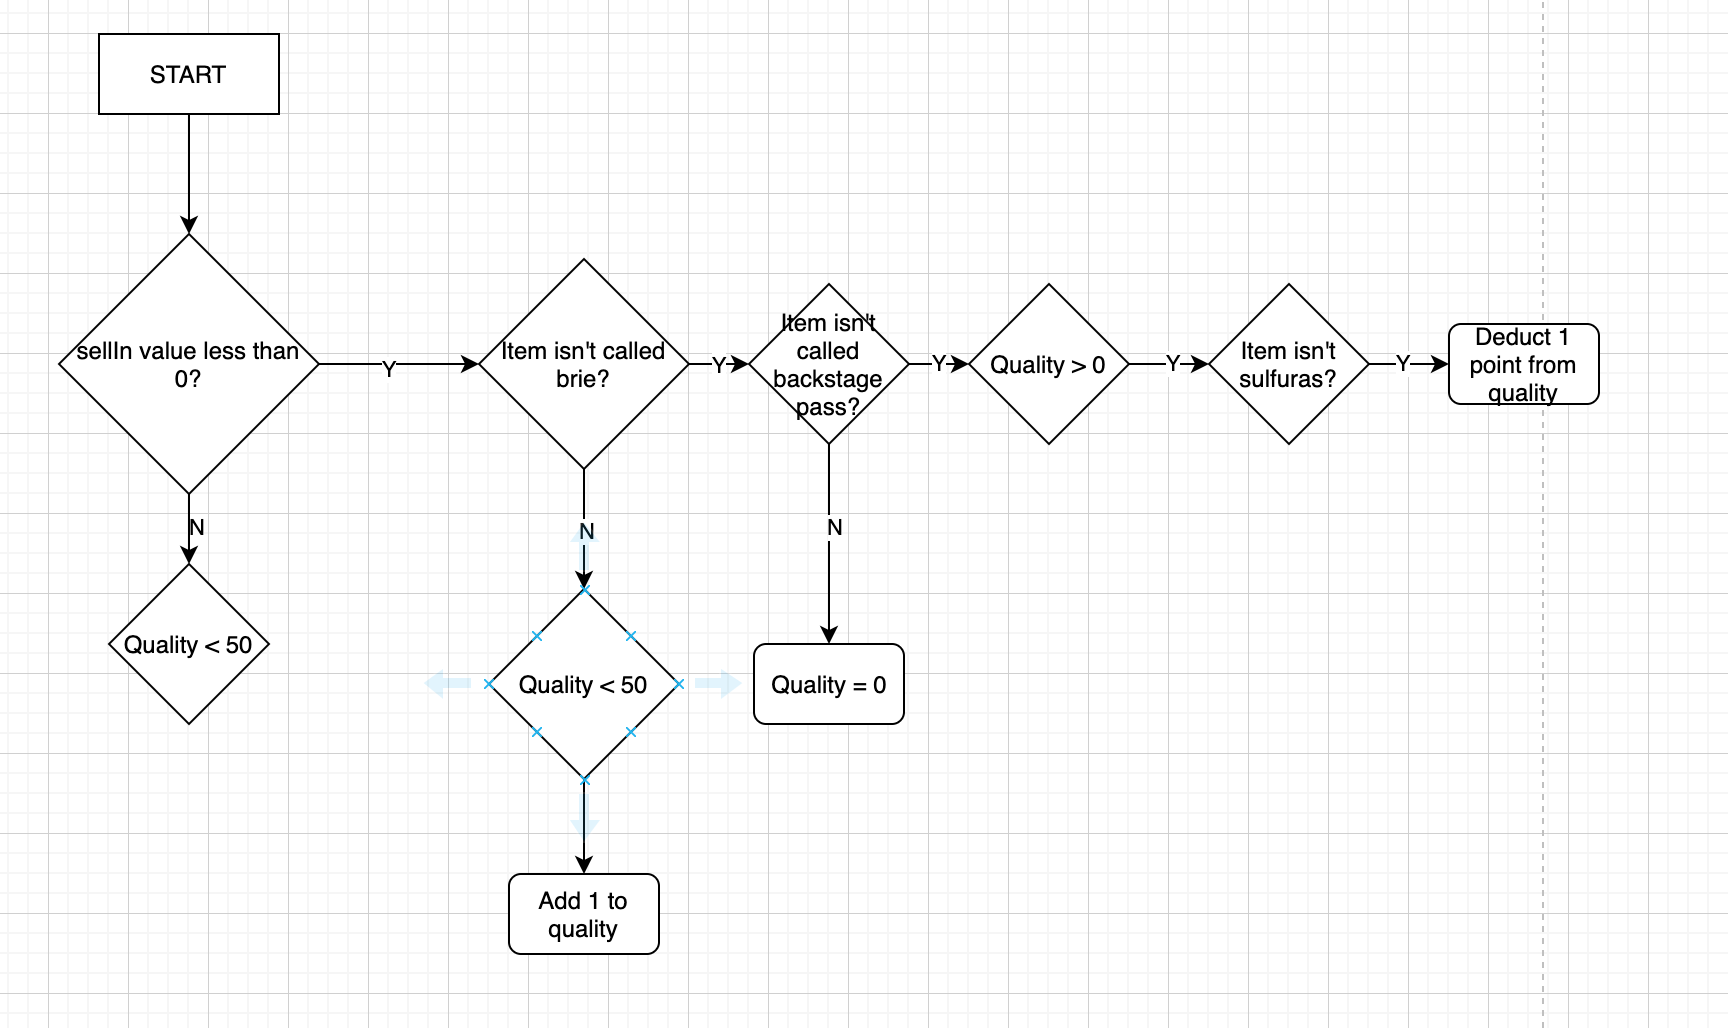 START
sellIn value less than
0?
Y
Item isn't called
brie?
Y
Item isn't
called
backstage
pass?
Y
Quality > 0
Y
Item isn't
sulfuras?
Y
Deduct 1
point from
quality
N
N
N
Quality < 50
Quality < 50
Quality = 0
Add 1 to
quality